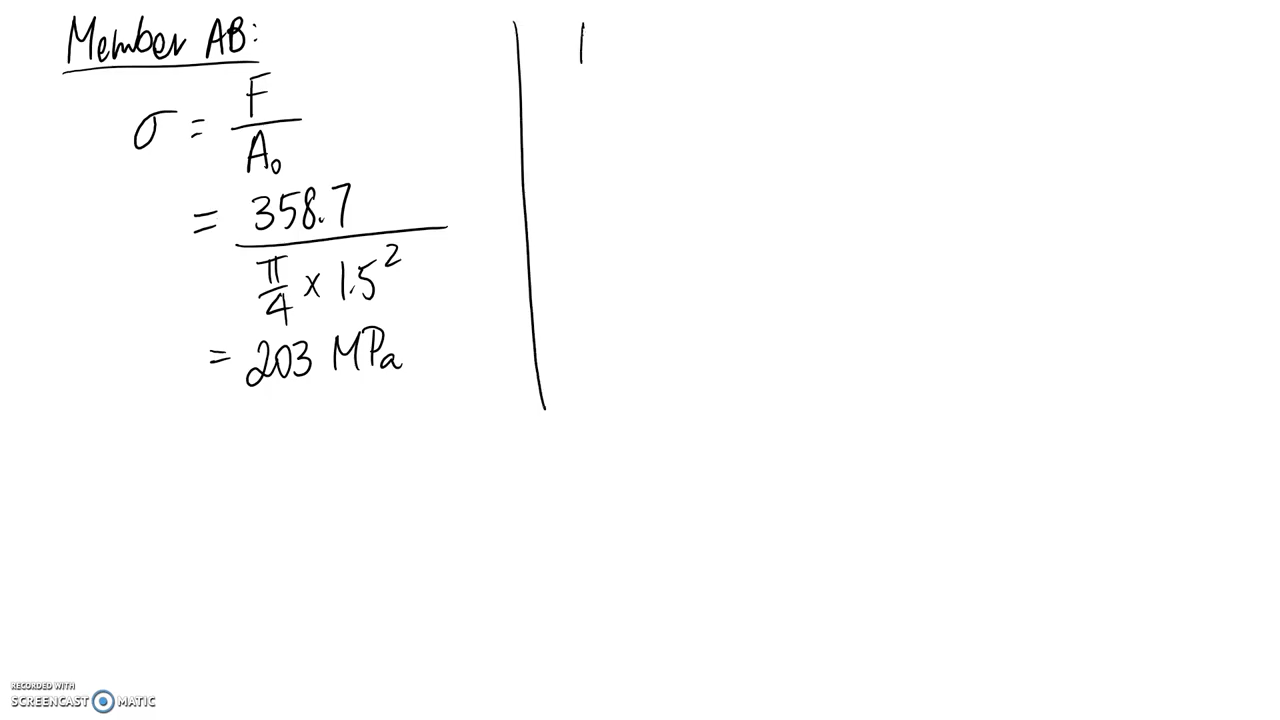 Member AB:
σ = F / A₀
= 358.7 / (π/4 × 1.5²)
= 203 MPa
RECORDED WITH
SCREENCAST MATIC